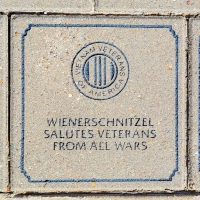 VIETNAM VETERANS
OF AMERICA
WIENERSCHNITZEL
SALUTES VETERANS
FROM ALL WARS